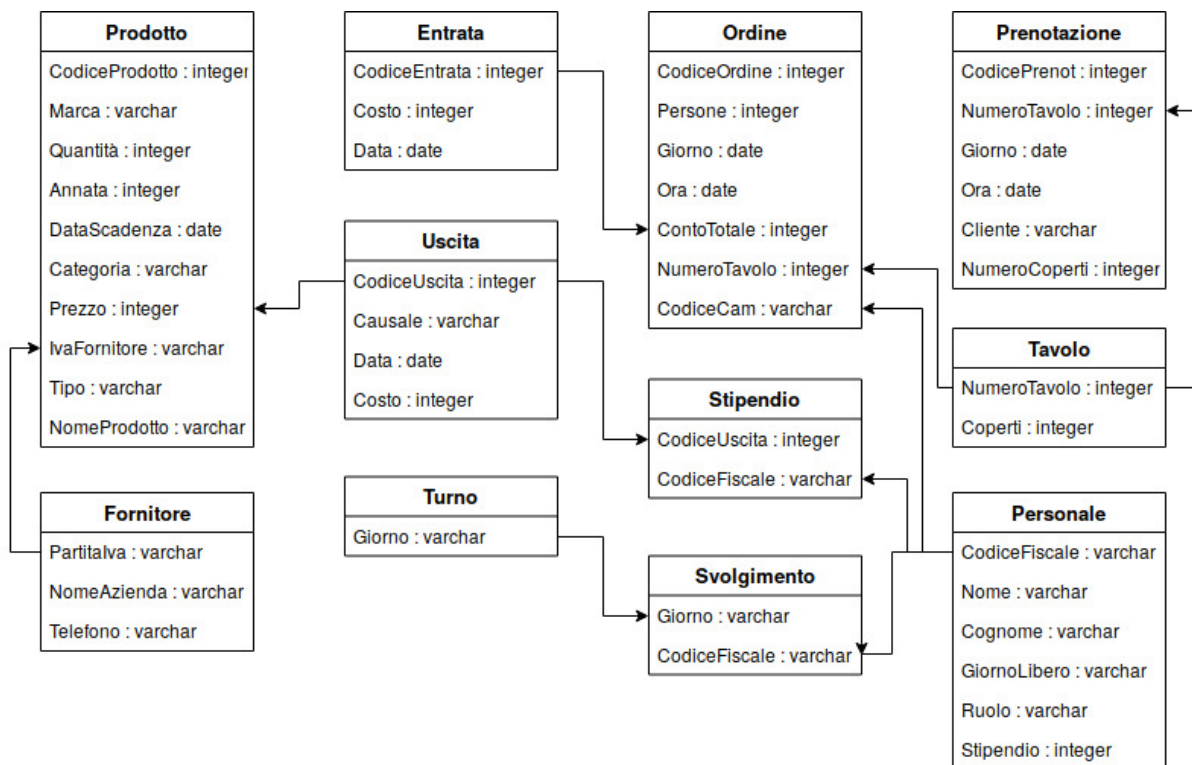 Prodotto
CodiceProdotto : integer
Marca : varchar
Quantità : integer
Annata : integer
DataScadenza : date
Categoria : varchar
Prezzo : integer
IvaFornitore : varchar
Tipo : varchar
NomeProdotto : varchar
Fornitore
PartitaIva : varchar
NomeAzienda : varchar
Telefono : varchar
Entrata
CodiceEntrata : integer
Costo : integer
Data : date
Uscita
CodiceUscita : integer
Causale : varchar
Data : date
Costo : integer
Turno
Giorno : varchar
Ordine
CodiceOrdine : integer
Persone : integer
Giorno : date
Ora : date
ContoTotale : integer
NumeroTavolo : integer
CodiceCam : varchar
Stipendio
CodiceUscita : integer
CodiceFiscale : varchar
Svolgimento
Giorno : varchar
CodiceFiscale : varchar
Prenotazione
CodicePrenot : integer
NumeroTavolo : integer
Giorno : date
Ora : date
Cliente : varchar
NumeroCoperti : integer
Tavolo
NumeroTavolo : integer
Coperti : integer
Personale
CodiceFiscale : varchar
Nome : varchar
Cognome : varchar
GiornoLibero : varchar
Ruolo : varchar
Stipendio : integer